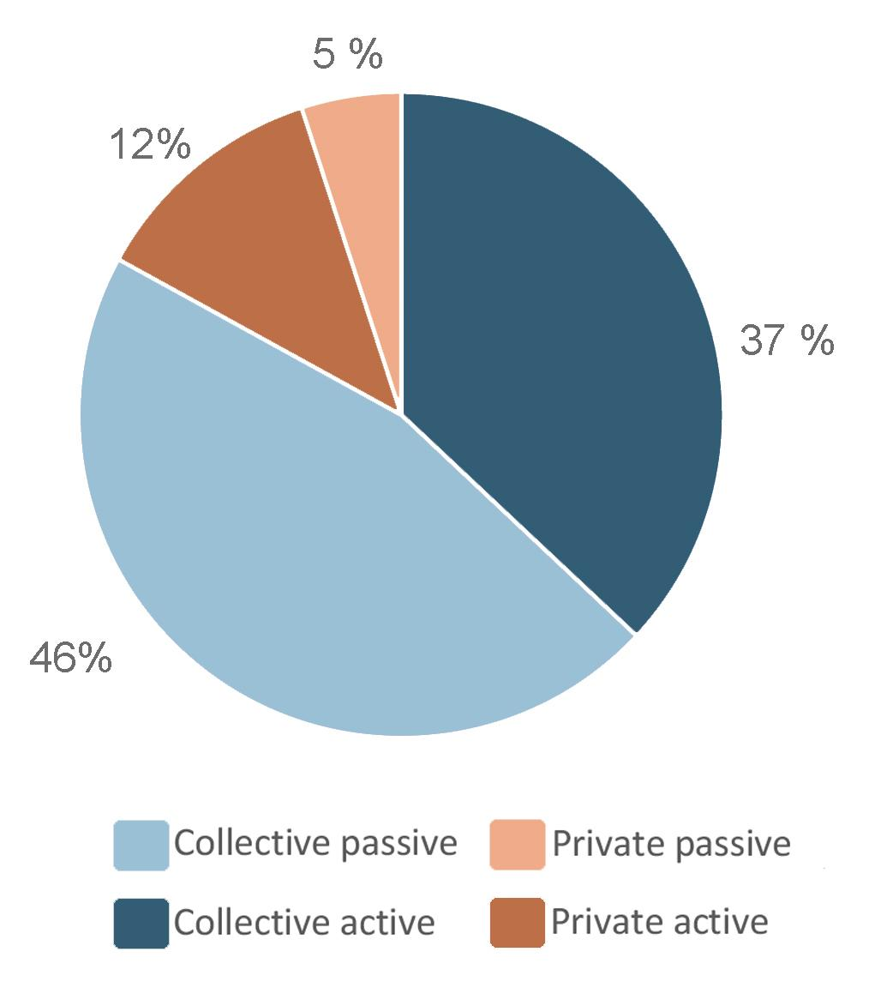 5 %
12%
37 %
46%
Collective passive
Private passive
Collective active
Private active